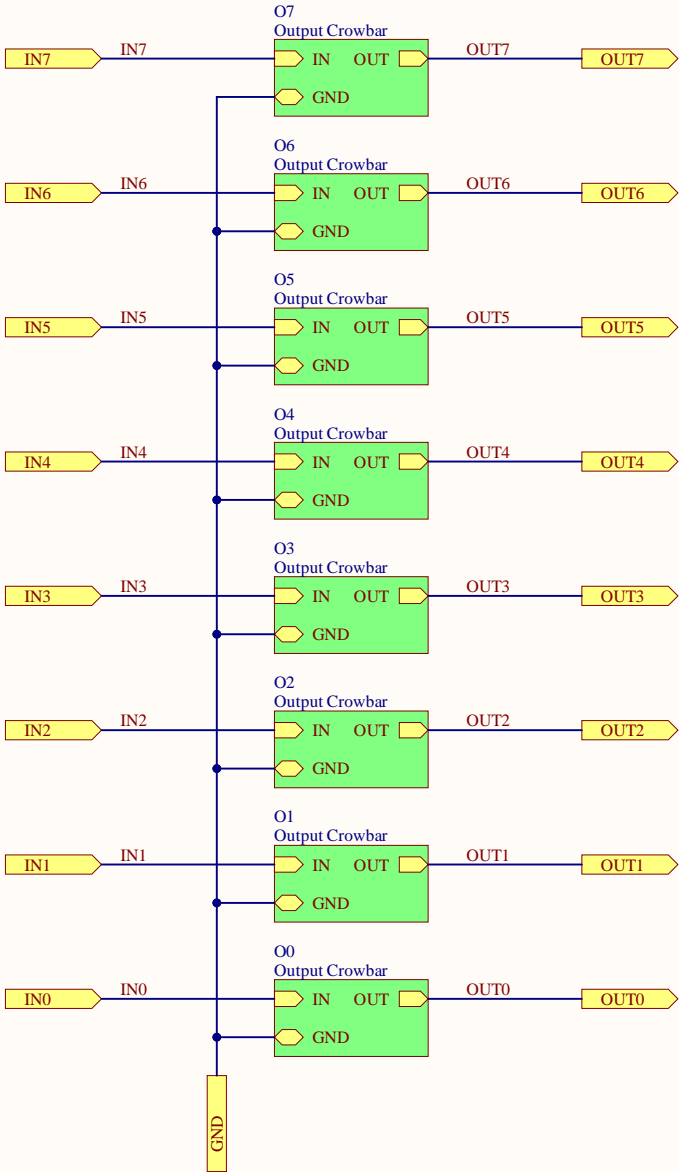 O7
Output Crowbar
IN7 IN7 IN OUT OUT7 OUT7
GND
O6
Output Crowbar
IN6 IN6 IN OUT OUT6 OUT6
GND
O5
Output Crowbar
IN5 IN5 IN OUT OUT5 OUT5
GND
O4
Output Crowbar
IN4 IN4 IN OUT OUT4 OUT4
GND
O3
Output Crowbar
IN3 IN3 IN OUT OUT3 OUT3
GND
O2
Output Crowbar
IN2 IN2 IN OUT OUT2 OUT2
GND
O1
Output Crowbar
IN1 IN1 IN OUT OUT1 OUT1
GND
O0
Output Crowbar
IN0 IN0 IN OUT OUT0 OUT0
GND
GND